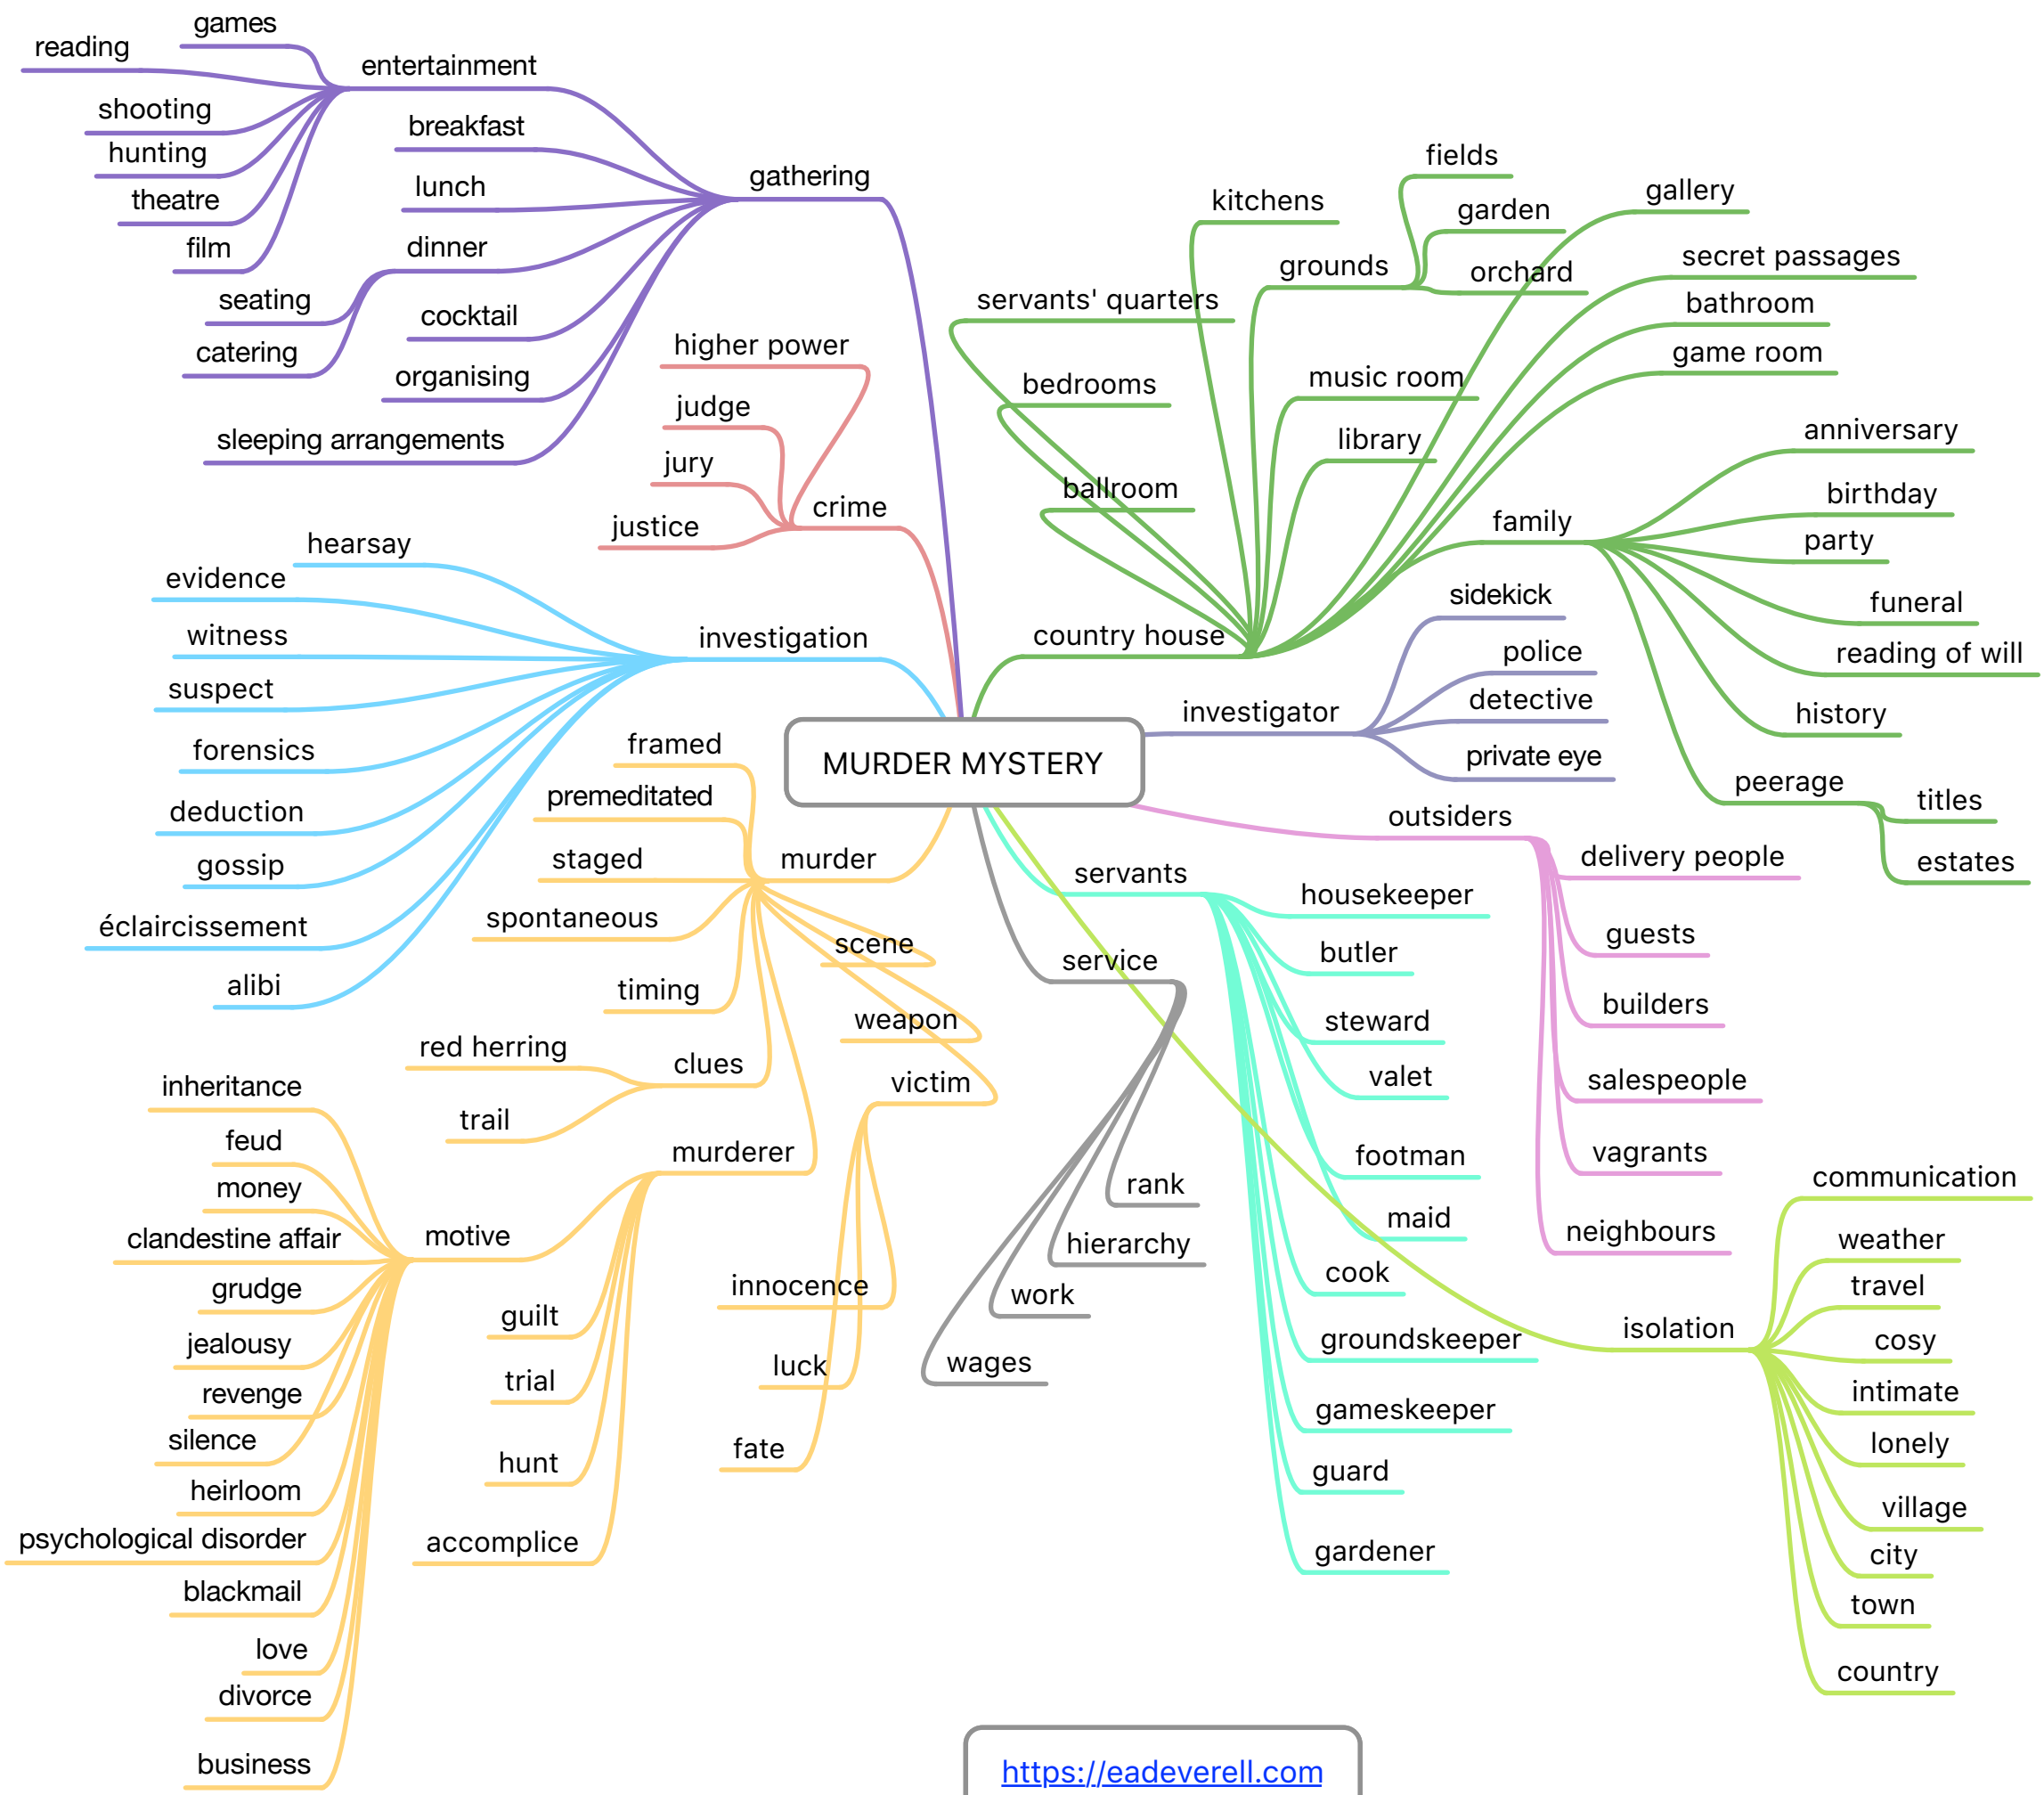 games
reading
entertainment
shooting
hunting
theatre
film
breakfast
lunch
dinner
seating
catering
cocktail
organising
sleeping arrangements
gathering
higher power
judge
jury
justice
crime
hearsay
evidence
witness
suspect
forensics
deduction
gossip
éclaircissement
alibi
investigation
fields
kitchens
garden
gallery
grounds
orchard
secret passages
servants' quarters
bathroom
game room
bedrooms
music room
library
ballroom
country house
family
anniversary
birthday
party
funeral
reading of will
history
peerage
titles
estates
sidekick
police
investigator
detective
private eye
MURDER MYSTERY
framed
premeditated
staged
murder
spontaneous
scene
timing
weapon
red herring
clues
trail
victim
murderer
inheritance
feud
money
clandestine affair
motive
grudge
jealousy
revenge
silence
heirloom
psychological disorder
blackmail
love
divorce
business
guilt
trial
hunt
accomplice
innocence
luck
fate
service
rank
hierarchy
work
wages
servants
housekeeper
butler
steward
valet
footman
maid
cook
groundskeeper
gameskeeper
guard
gardener
outsiders
delivery people
guests
builders
salespeople
vagrants
neighbours
isolation
communication
weather
travel
cosy
intimate
lonely
village
city
town
country
https://eadeverell.com